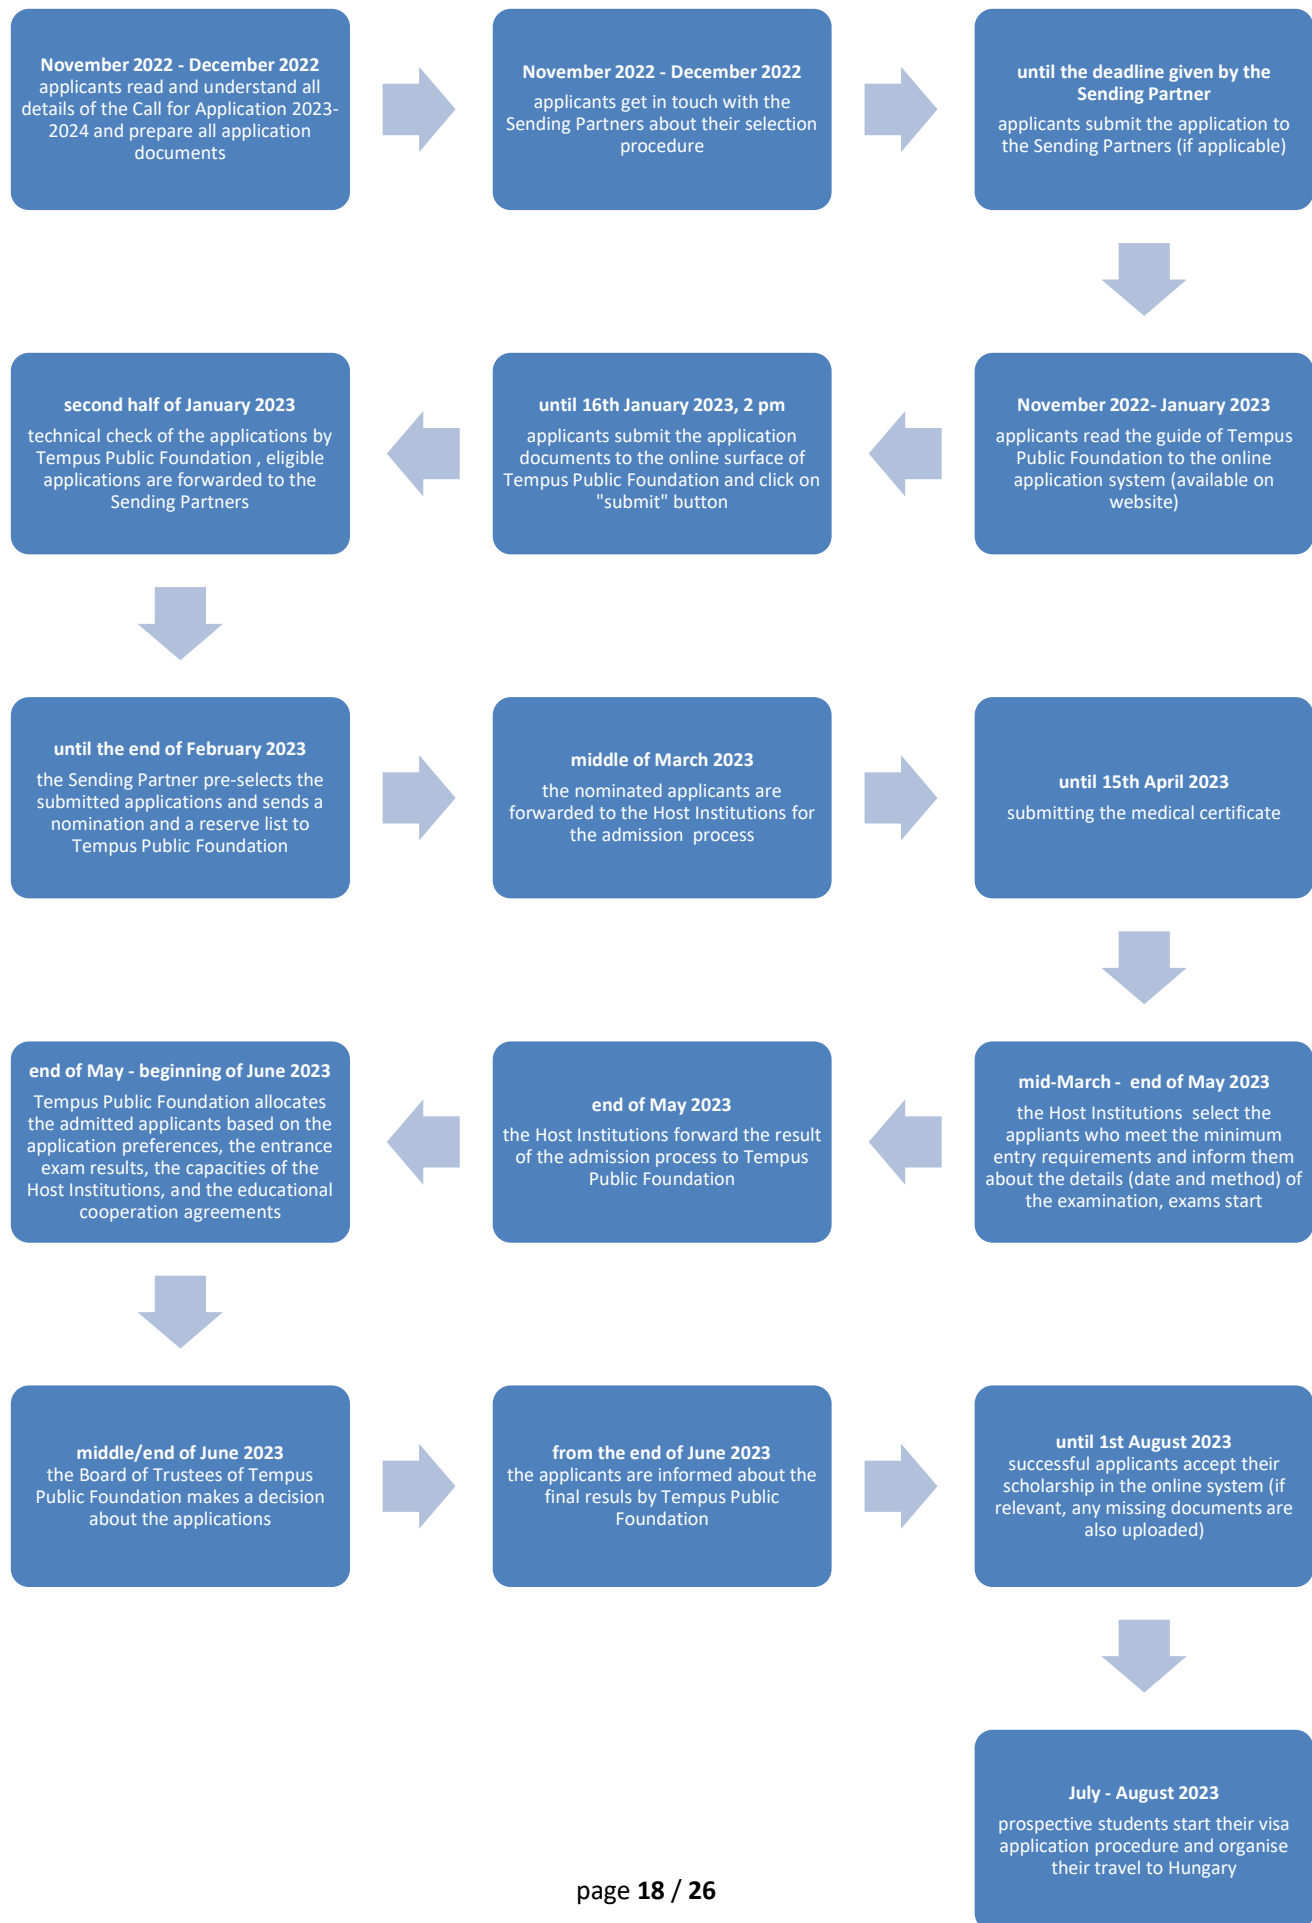 November 2022 - December 2022
applicants read and understand all
details of the Call for Application 2023-
2024 and prepare all application
documents
November 2022 - December 2022
applicants get in touch with the
Sending Partners about their selection
procedure
until the deadline given by the
Sending Partner
applicants submit the application to
the Sending Partners (if applicable)
November 2022- January 2023
applicants read the guide of Tempus
Public Foundation to the online
application system (available on
website)
until 16th January 2023, 2 pm
applicants submit the application
documents to the online surface of
Tempus Public Foundation and click on
"submit" button
second half of January 2023
technical check of the applications by
Tempus Public Foundation , eligible
applications are forwarded to the
Sending Partners
until the end of February 2023
the Sending Partner pre-selects the
submitted applications and sends a
nomination and a reserve list to
Tempus Public Foundation
middle of March 2023
the nominated applicants are
forwarded to the Host Institutions for
the admission process
until 15th April 2023
submitting the medical certificate
mid-March - end of May 2023
the Host Institutions select the
appliants who meet the minimum
entry requirements and inform them
about the details (date and method) of
the examination, exams start
end of May 2023
the Host Institutions forward the result
of the admission process to Tempus
Public Foundation
end of May - beginning of June 2023
Tempus Public Foundation allocates
the admitted applicants based on the
application preferences, the entrance
exam results, the capacities of the
Host Institutions, and the educational
cooperation agreements
middle/end of June 2023
the Board of Trustees of Tempus
Public Foundation makes a decision
about the applications
from the end of June 2023
the applicants are informed about the
final resuls by Tempus Public
Foundation
until 1st August 2023
successful applicants accept their
scholarship in the online system (if
relevant, any missing documents are
also uploaded)
July - August 2023
prospective students start their visa
application procedure and organise
their travel to Hungary
page 18 / 26